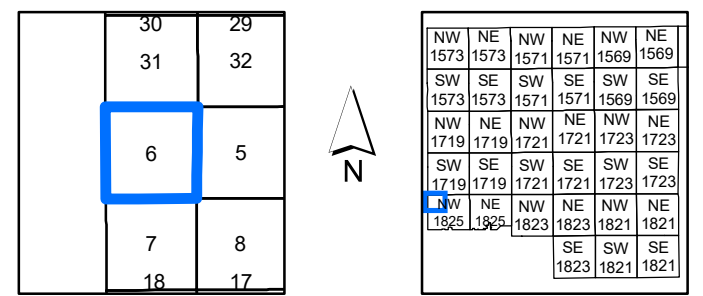 30 29
31 32
6 5
7 8
18 17
N
NW NE NW NE NW NE
1573 1573 1571 1571 1569 1569
SW SE SW SE SW SE
1573 1573 1571 1571 1569 1569
NW NE NW NE NW NE
1719 1719 1721 1721 1723 1723
SW SE SW SE SW SE
1719 1719 1721 1721 1723 1723
NW NE NW NE NW NE
1825 1825 1823 1823 1821 1821
SE SW SE
1823 1821 1821